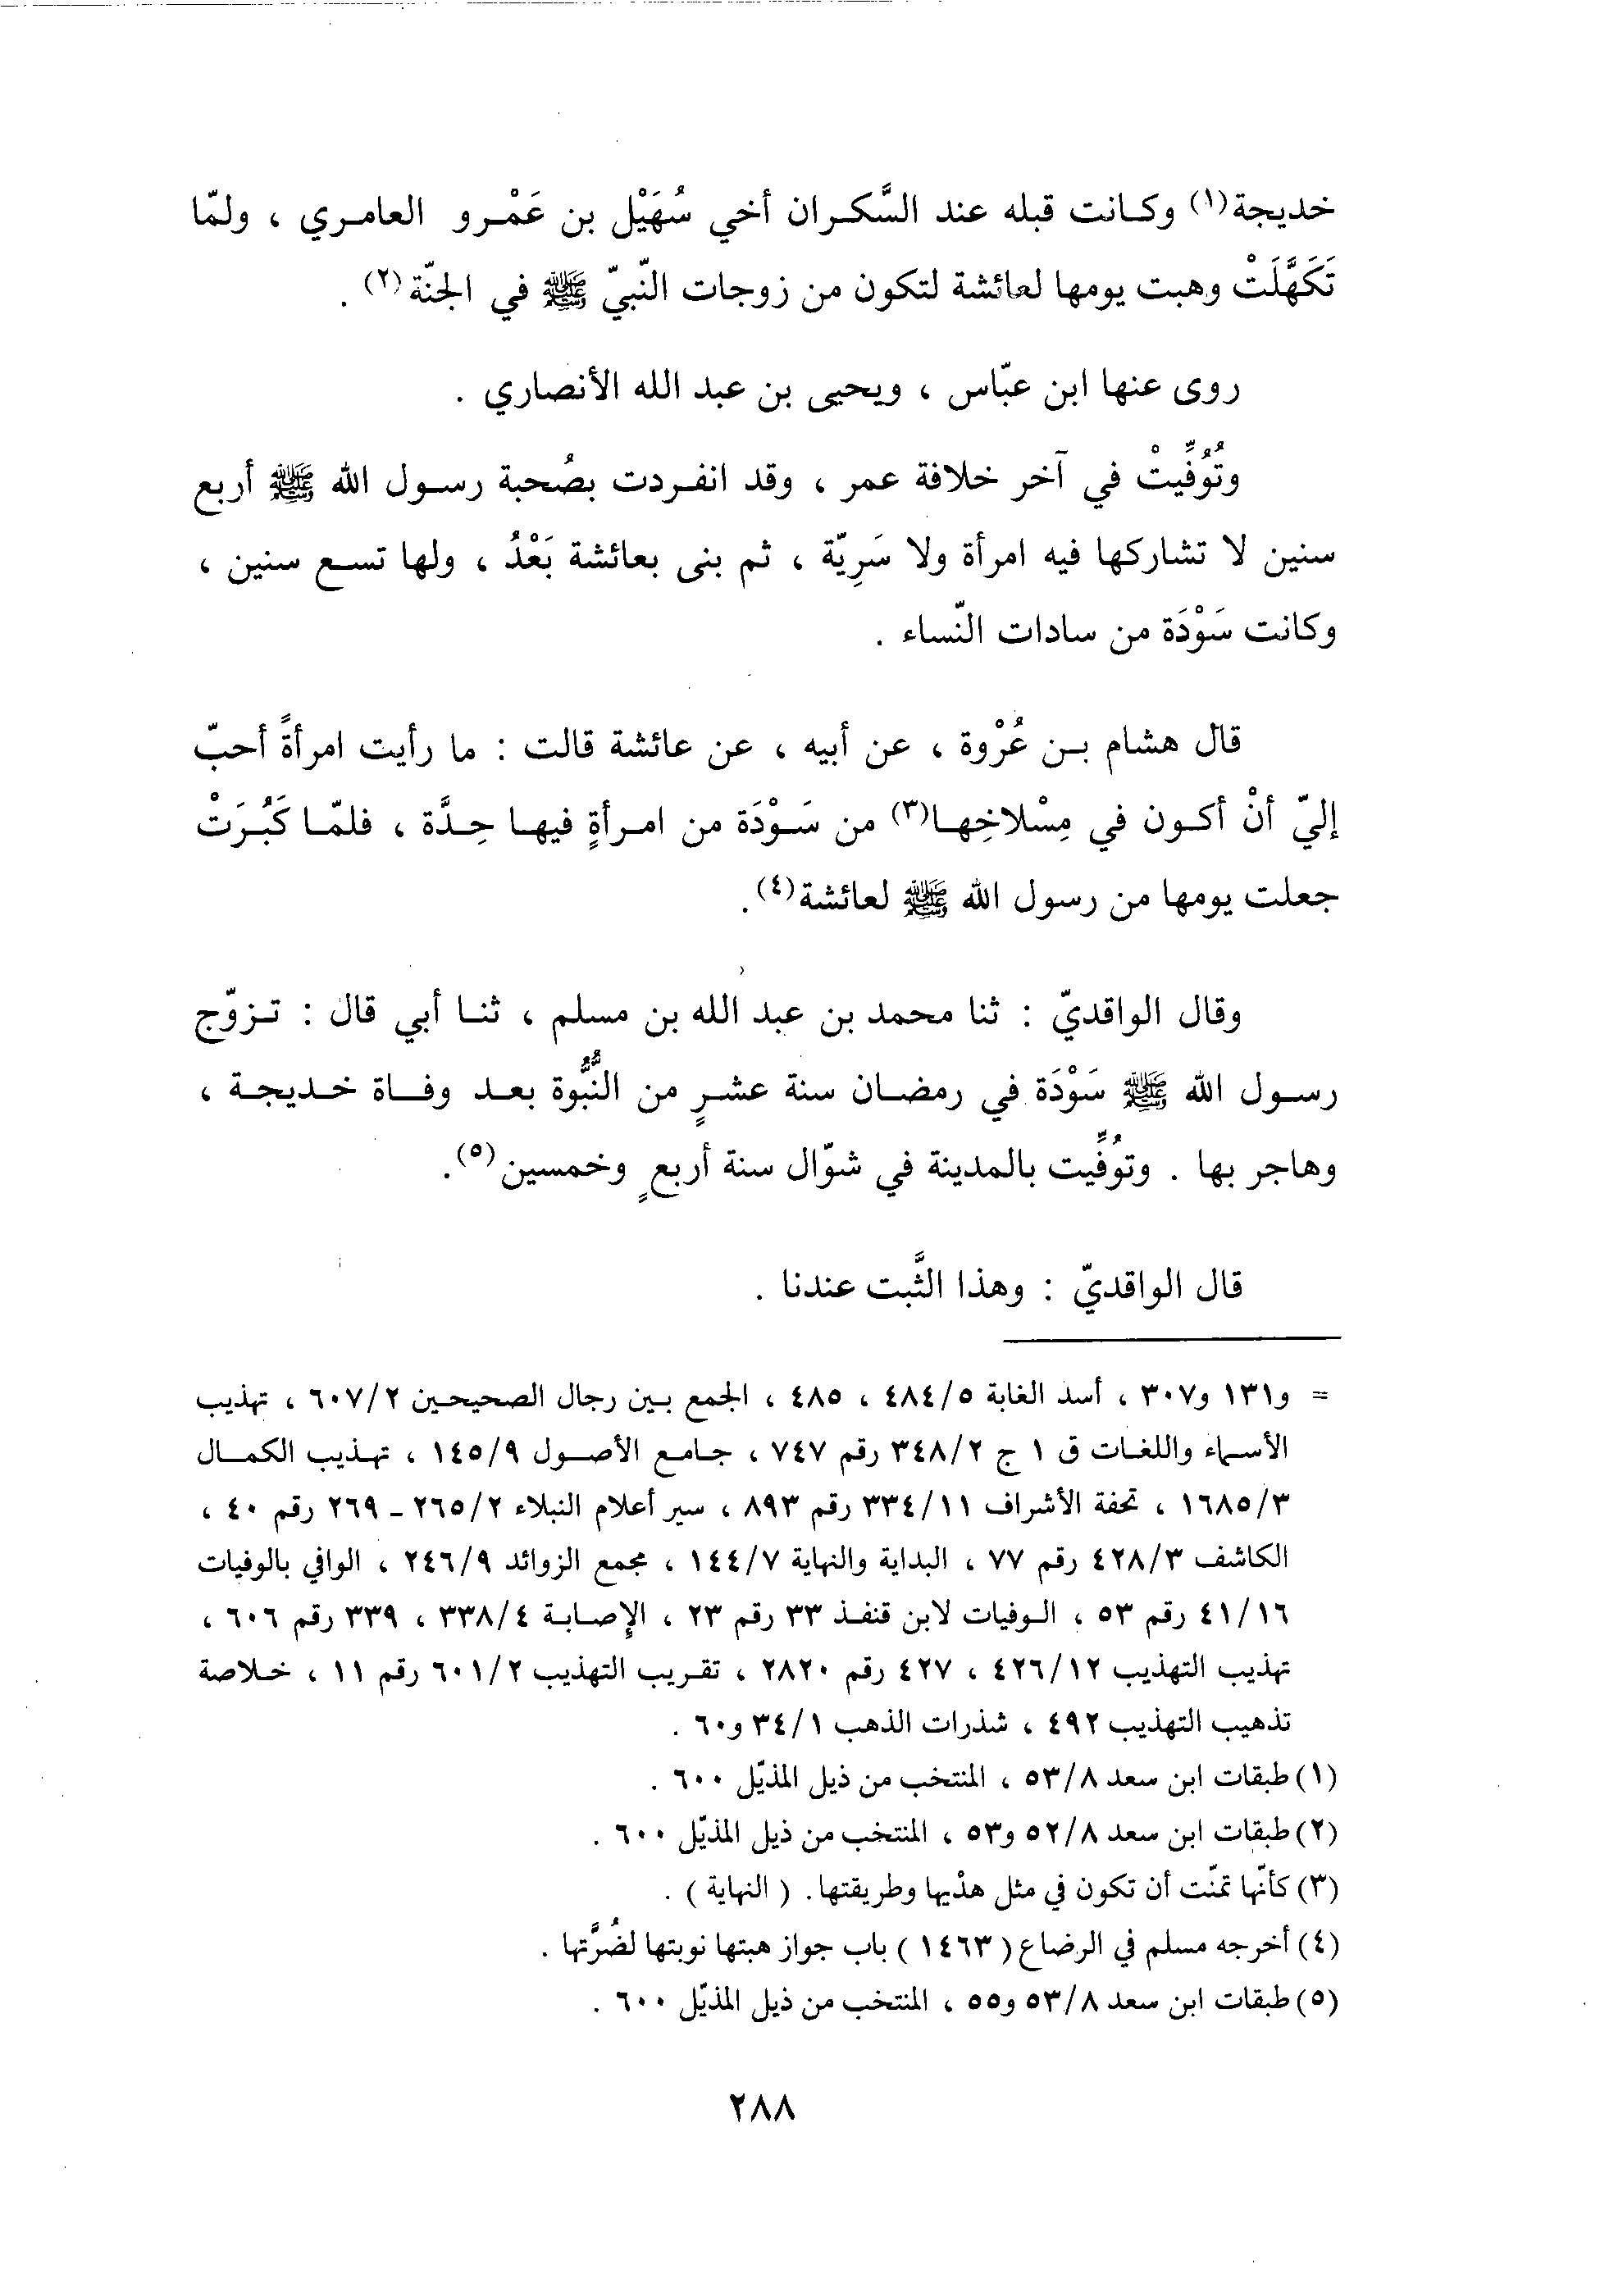 خديجة(١) وكانت قبله عند السَّكران أخي سُهَيْل بن عَمْرو العامري ، ولمّا
تَكَهَّلَتْ وهبت يومها لعائشة لتكون من زوجات النّبيّ ﷺ في الجنّة(٢) .
روى عنها ابن عبّاس ، ويحيى بن عبد الله الأنصاري .
وتُوُفِّيتْ في آخر خلافة عمر ، وقد انفردت بصُحبة رسول الله ﷺ أربع
سنين لا تشاركها فيه امرأة ولا سَرِيّة ، ثم بنى بعائشة بَعْدُ ، ولها تسع سنين ،
وكانت سَوْدَة من سادات النّساء .
قال هشام بن عُرْوة ، عن أبيه ، عن عائشة قالت : ما رأيت امرأةً أحبّ
إليّ أنْ أكون في مِسْلاخِها(٣) من سَوْدَة من امرأةٍ فيها حِدَّة ، فلمّا كَبُرَتْ
جعلت يومها من رسول الله ﷺ لعائشة(٤).
وقال الواقديّ : ثنا محمد بن عبد الله بن مسلم ، ثنا أبي قال : تزوّج
رسول الله ﷺ سَوْدَة في رمضان سنة عشرٍ من النُّبُوة بعد وفاة خديجة ،
وهاجر بها . وتوُفِّيت بالمدينة في شوّال سنة أربعٍ وخمسين(٥).
قال الواقديّ : وهذا الثَّبت عندنا .
= و١٣١ و٣٠٧ ، أسد الغابة ٤٨٤/٥ ، ٤٨٥ ، الجمع بين رجال الصحيحين ٦٠٧/٢ ، تهذيب
الأسماء واللغات ق ١ ج ٣٤٨/٢ رقم ٧٤٧ ، جامع الأصول ١٤٥/٩ ، تهذيب الكمال
١٦٨٥/٣ ، تحفة الأشراف ٣٣٤/١١ رقم ٨٩٣ ، سير أعلام النبلاء ٢٦٥/٢ - ٢٦٩ رقم ٤٠ ،
الكاشف ٤٢٨/٣ رقم ٧٧ ، البداية والنهاية ١٤٤/٧ ، مجمع الزوائد ٢٤٦/٩ ، الوافي بالوفيات
٤١/١٦ رقم ٥٣ ، الوفيات لابن قنفذ ٣٣ رقم ٢٣ ، الإصابة ٣٣٨/٤ ، ٣٣٩ رقم ٦٠٦ ،
تهذيب التهذيب ٤٢٦/١٢ ، ٤٢٧ رقم ٢٨٢٠ ، تقريب التهذيب ٦٠١/٢ رقم ١١ ، خلاصة
تذهيب التهذيب ٤٩٢ ، شذرات الذهب ٣٤/١ و٦٠ .
(١) طبقات ابن سعد ٥٣/٨ ، المنتخب من ذيل المذيّل ٦٠٠ .
(٢) طبقات ابن سعد ٥٢/٨ و٥٣ ، المنتخب من ذيل المذيّل ٦٠٠ .
(٣) كأنّها تمنّت أن تكون في مثل هدْيها وطريقتها. ( النهاية ) .
(٤) أخرجه مسلم في الرضاع ( ١٤٦٣ ) باب جواز هبتها نوبتها لضُرَّتها .
(٥) طبقات ابن سعد ٥٣/٨ و٥٥ ، المنتخب من ذيل المذيّل ٦٠٠ .
٢٨٨